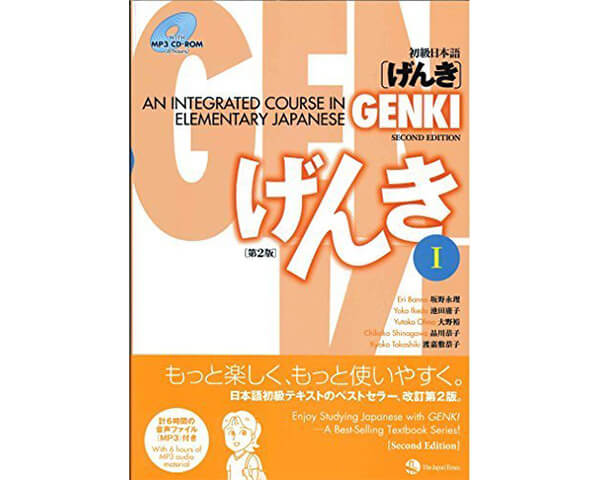 WITH
MP3 CD-ROM
初級日本語
[げんき]
AN INTEGRATED COURSE IN
ELEMENTARY JAPANESE
GENKI
SECOND EDITION
GENKI
げんき
[第2版]
I
Eri Banno 坂野永理
Yoko Ikeda 池田庸子
Yutaka Ohno 大野裕
Chikako Shinagawa 品川恭子
Kyoko Tokashiki 渡嘉敷恭子
もっと楽しく、もっと使いやすく。
日本語初級テキストのベストセラー、改訂第2版。
Enjoy Studying Japanese with GENKI
—A Best-Selling Textbook Series!
[Second Edition]
計6時間の
音声ファイル
(MP3)付き
With 6 hours of
MP3 audio
material
The Japan Times